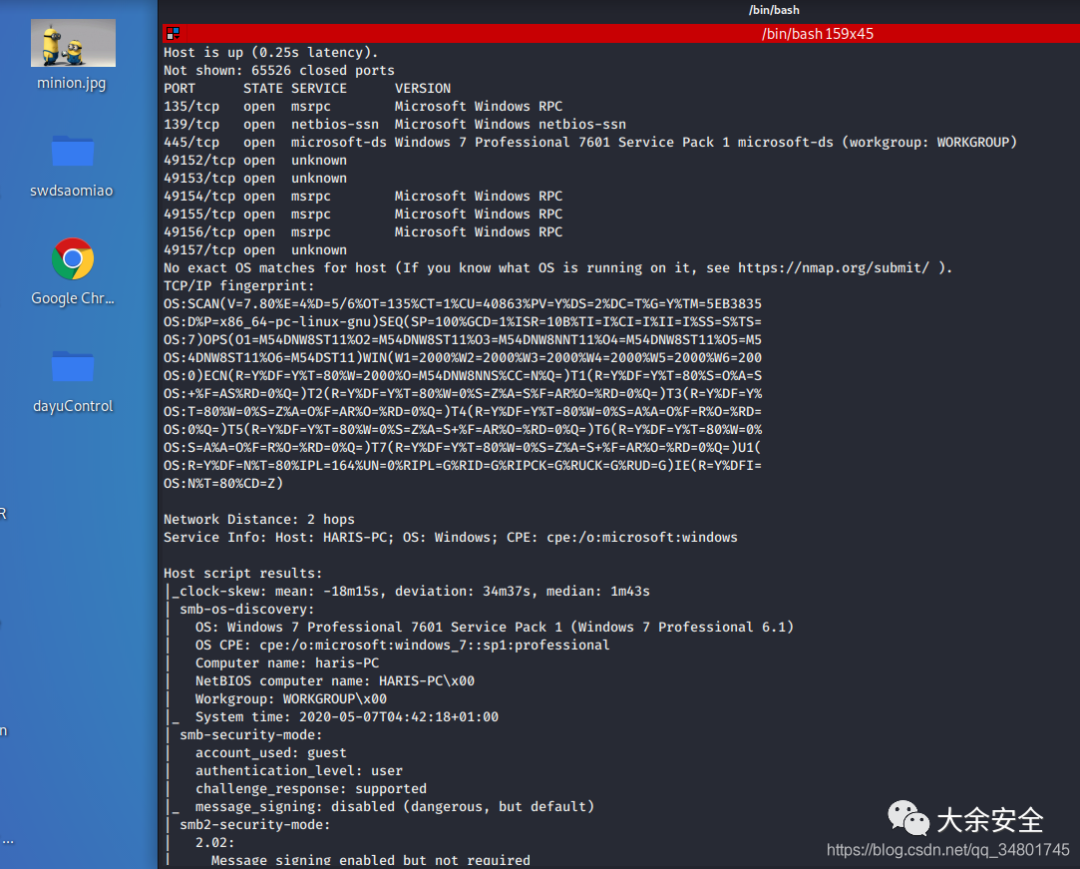 /bin/bash
/bin/bash 159x45
minion.jpg
swdsaomiao
Google Chr...
dayuControl
R
n
...
Host is up (0.25s latency).
Not shown: 65526 closed ports
PORT STATE SERVICE VERSION
135/tcp open msrpc Microsoft Windows RPC
139/tcp open netbios-ssn Microsoft Windows netbios-ssn
445/tcp open microsoft-ds Windows 7 Professional 7601 Service Pack 1 microsoft-ds (workgroup: WORKGROUP)
49152/tcp open unknown
49153/tcp open unknown
49154/tcp open msrpc Microsoft Windows RPC
49155/tcp open msrpc Microsoft Windows RPC
49156/tcp open msrpc Microsoft Windows RPC
49157/tcp open unknown
No exact OS matches for host (If you know what OS is running on it, see https://nmap.org/submit/ ).
TCP/IP fingerprint:
OS:SCAN(V=7.80%E=4%D=5/6%OT=135%CT=1%CU=40863%PV=Y%DS=2%DC=T%G=Y%TM=5EB3835
OS:D%P=x86_64-pc-linux-gnu)SEQ(SP=100%GCD=1%ISR=10B%TI=I%CI=I%II=I%SS=S%TS=
OS:7)OPS(O1=M54DNW8ST11%O2=M54DNW8ST11%O3=M54DNW8NNT11%O4=M54DNW8ST11%O5=M5
OS:4DNW8ST11%O6=M54DST11)WIN(W1=2000%W2=2000%W3=2000%W4=2000%W5=2000%W6=200
OS:0)ECN(R=Y%DF=Y%T=80%W=2000%O=M54DNW8NNS%CC=N%Q=)T1(R=Y%DF=Y%T=80%S=O%A=S
OS:+%F=AS%RD=0%Q=)T2(R=Y%DF=Y%T=80%W=0%S=Z%A=S%F=AR%O=%RD=0%Q=)T3(R=Y%DF=Y%
OS:T=80%W=0%S=Z%A=O%F=AR%O=%RD=0%Q=)T4(R=Y%DF=Y%T=80%W=0%S=A%A=O%F=R%O=%RD=
OS:0%Q=)T5(R=Y%DF=Y%T=80%W=0%S=Z%A=S+%F=AR%O=%RD=0%Q=)T6(R=Y%DF=Y%T=80%W=0%
OS:S=A%A=O%F=R%O=%RD=0%Q=)T7(R=Y%DF=Y%T=80%W=0%S=Z%A=S+%F=AR%O=%RD=0%Q=)U1(
OS:R=Y%DF=N%T=80%IPL=164%UN=0%RIPL=G%RID=G%RIPCK=G%RUCK=G%RUD=G)IE(R=Y%DFI=
OS:N%T=80%CD=Z)
Network Distance: 2 hops
Service Info: Host: HARIS-PC; OS: Windows; CPE: cpe:/o:microsoft:windows
Host script results:
|_clock-skew: mean: -18m15s, deviation: 34m37s, median: 1m43s
| smb-os-discovery:
| OS: Windows 7 Professional 7601 Service Pack 1 (Windows 7 Professional 6.1)
| OS CPE: cpe:/o:microsoft:windows_7::sp1:professional
| Computer name: haris-PC
| NetBIOS computer name: HARIS-PC\x00
| Workgroup: WORKGROUP\x00
|_ System time: 2020-05-07T04:42:18+01:00
| smb-security-mode:
| account_used: guest
| authentication_level: user
| challenge_response: supported
|_ message_signing: disabled (dangerous, but default)
| smb2-security-mode:
| 2.02:
| Message signing enabled but not required
大余安全
https://blog.csdn.net/qq_34801745